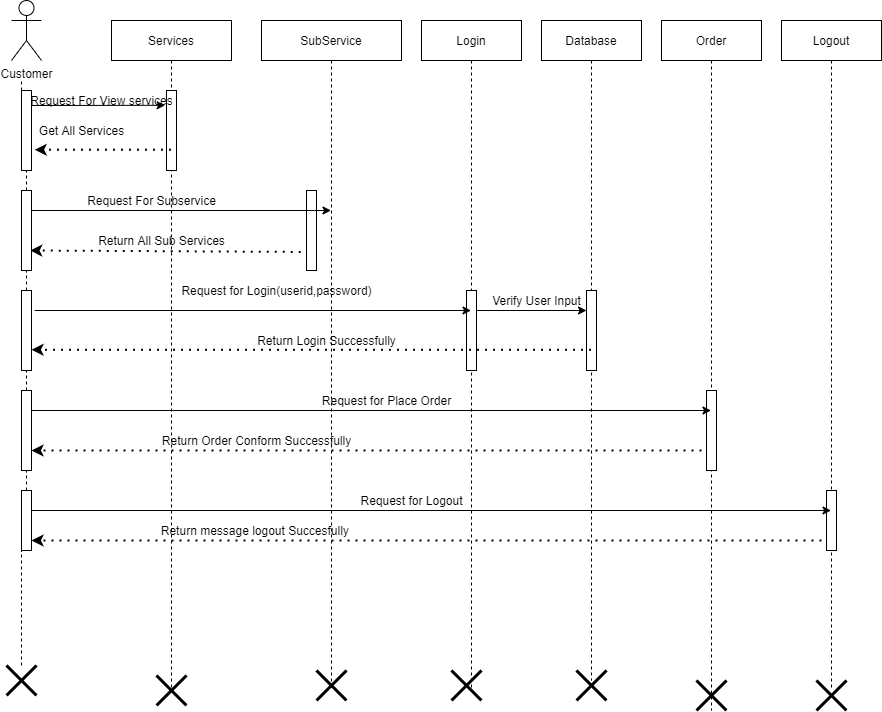 Services
SubService
Login
Database
Order
Logout
Customer
Request For View services
Get All Services
Request For Subservice
Return All Sub Services
Request for Login(userid,password)
Verify User Input
Return Login Successfully
Request for Place Order
Return Order Conform Successfully
Request for Logout
Return message logout Succesfully